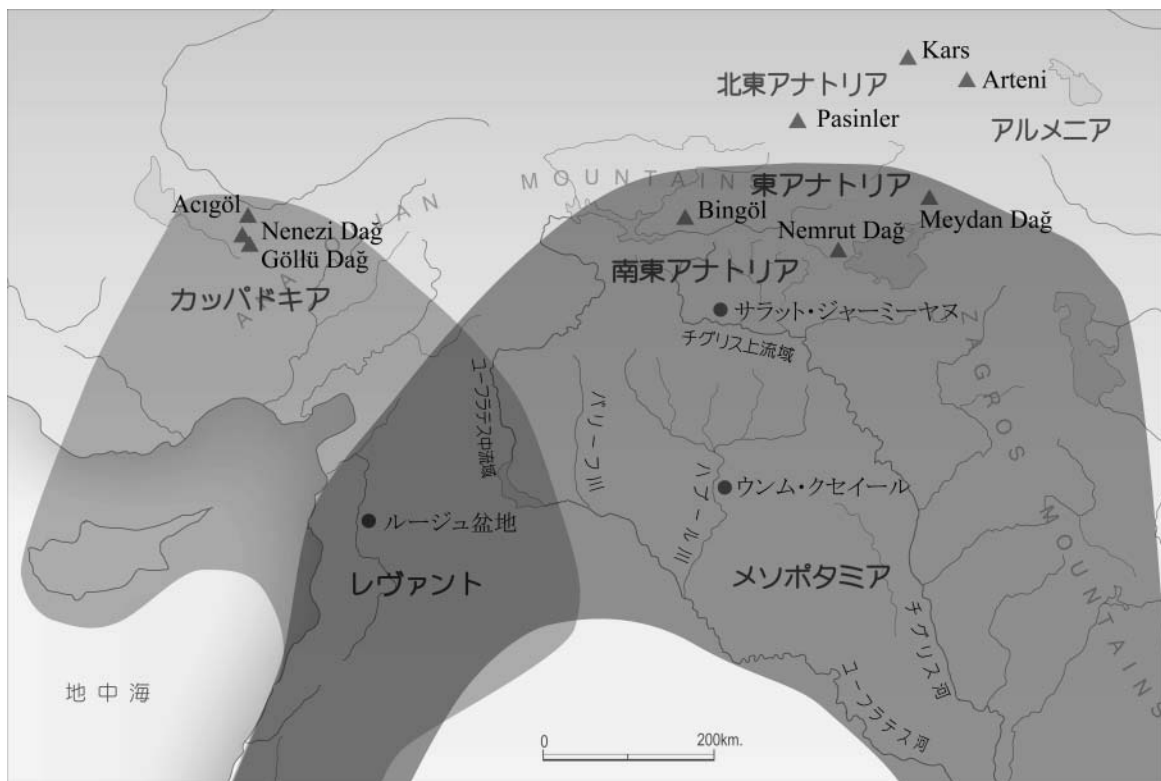 Kars
北東アナトリア
Arteni
Pasinler
アルメニア
MOUNTAINS
東アナトリア
Acıgöl
Bingöl
Meydan Dağ
Nenezi Dağ
Nemrut Dağ
Göllü Dağ
南東アナトリア
カッパドキア
サラット・ジャーミーヤヌ
チグリス上流域
ZAGROS
MOUNTAINS
ユーフラテス中流域
バリーフ川
ハブール川
ウンム・クセイール
ルージュ盆地
レヴァント
メソポタミア
チグリス河
ユーフラテス河
地中海
0
200km.